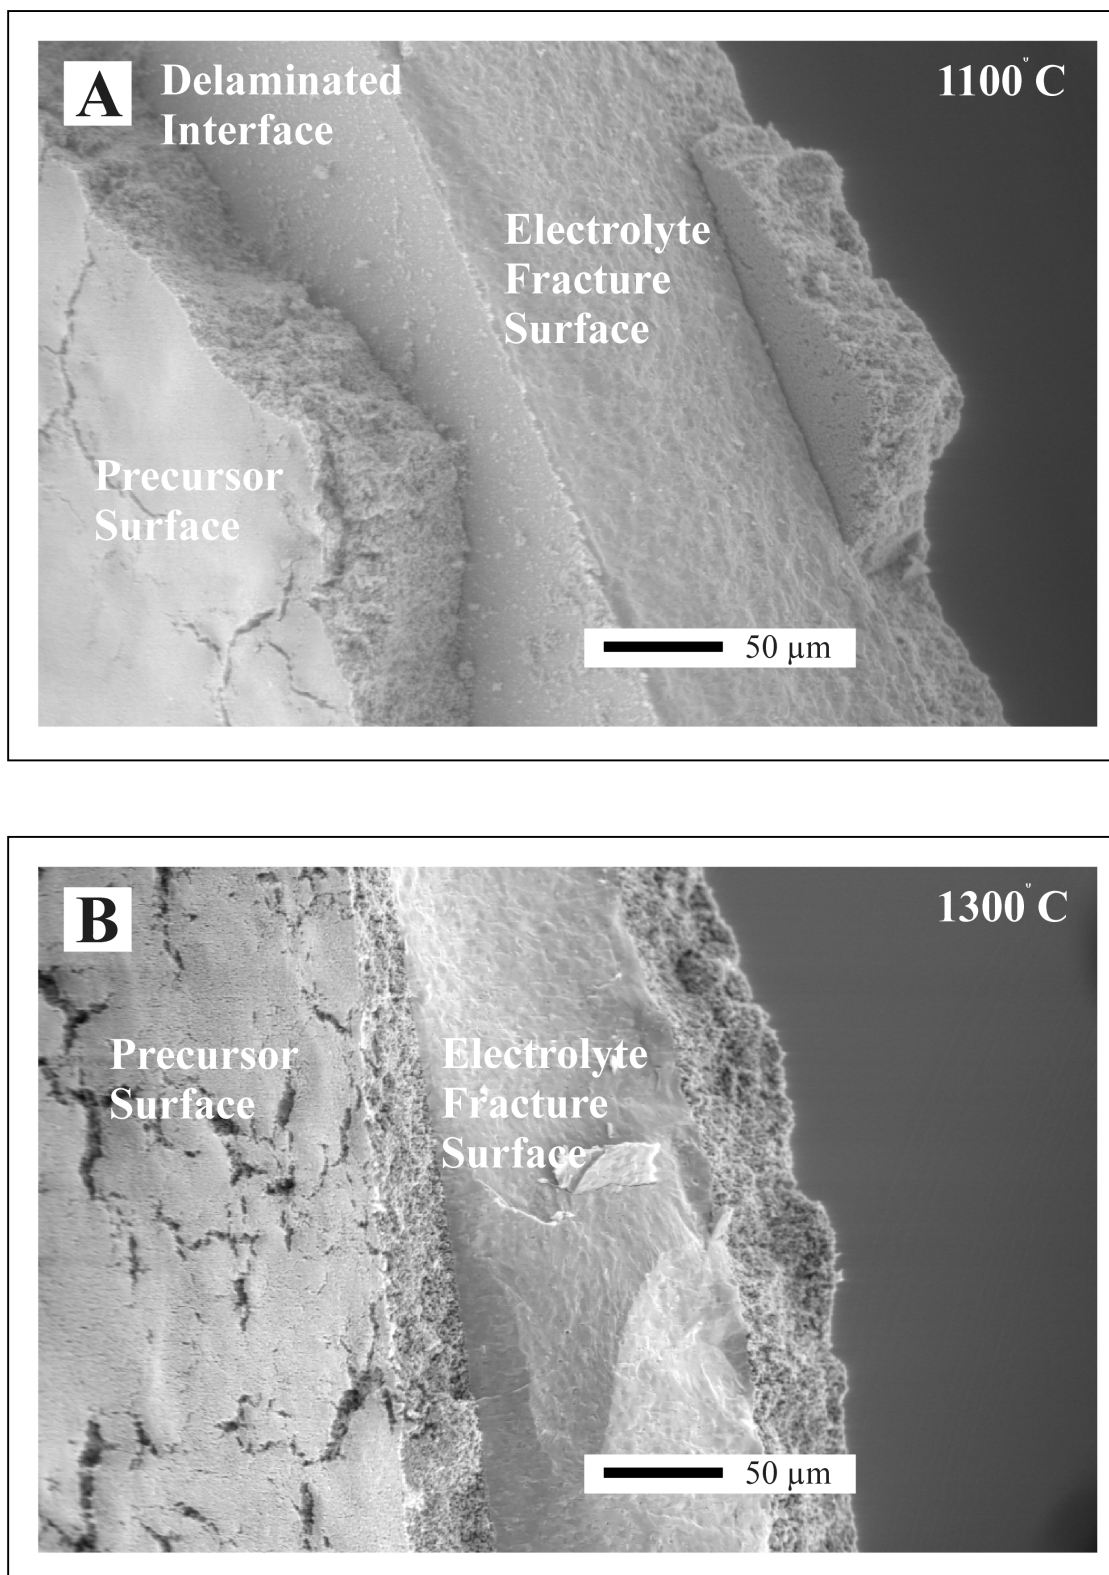 A
Delaminated
Interface
1100°C
Electrolyte
Fracture
Surface
Precursor
Surface
50 µm
B
1300°C
Precursor
Surface
Electrolyte
Fracture
Surface
50 µm